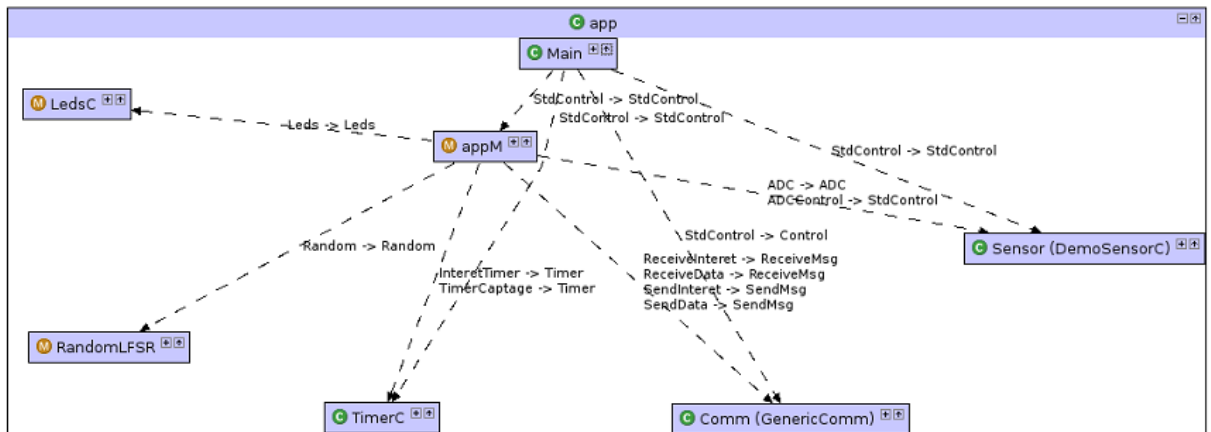 C app
C Main
StdControl -> StdControl
M LedsC
StdControl -> StdControl
Leds -> Leds
M appM
StdControl -> StdControl
ADC -> ADC
ADCControl -> StdControl
StdControl -> Control
Random -> Random
C Sensor (DemoSensorC)
ReceiveInteret -> ReceiveMsg
InteretTimer -> Timer
ReceiveData -> ReceiveMsg
TimerCaptage -> Timer
SendInteret -> SendMsg
SendData -> SendMsg
M RandomLFSR
C TimerC
C Comm (GenericComm)